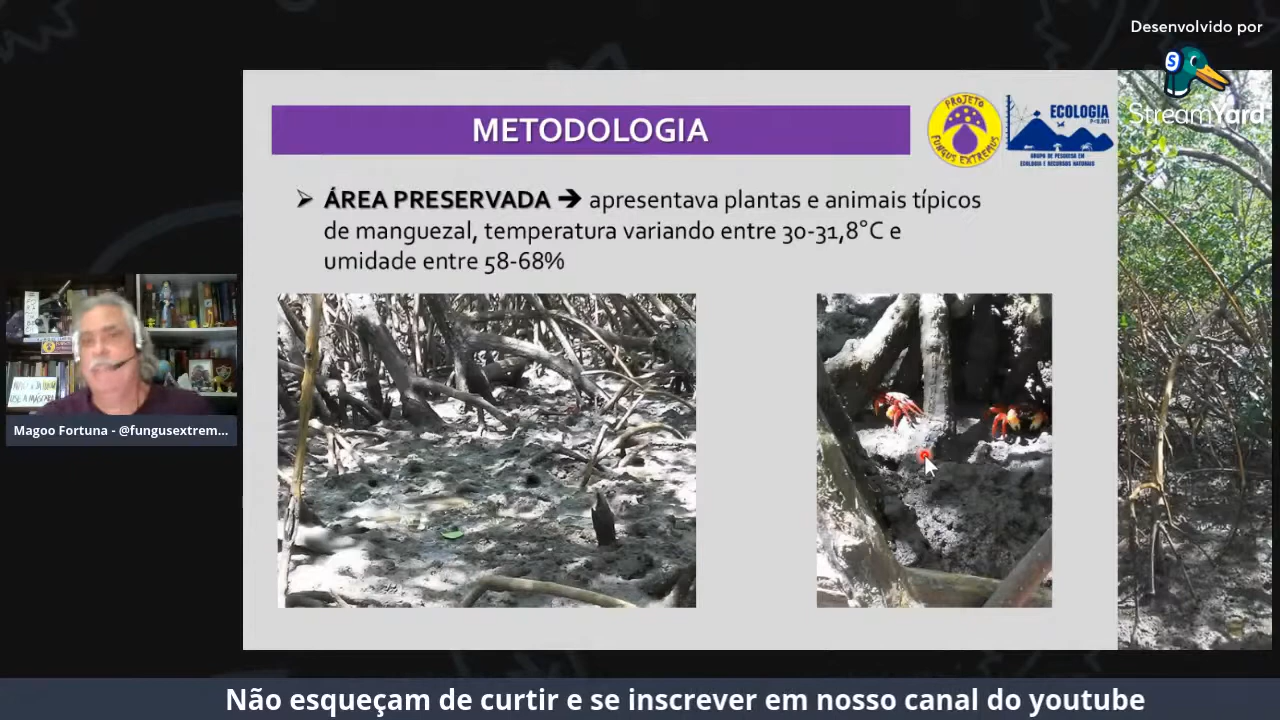 Desenvolvido por
StreamYard
METODOLOGIA
PROJETO
FUNGUS EXTREMUS
ECOLOGIA
GRUPO DE PESQUISA EM
ECOLOGIA E RECURSOS NATURAIS
➢ ÁREA PRESERVADA ➔ apresentava plantas e animais típicos
de manguezal, temperatura variando entre 30-31,8°C e
umidade entre 58-68%
Magoo Fortuna - @fungusextrem...
Não esqueçam de curtir e se inscrever em nosso canal do youtube